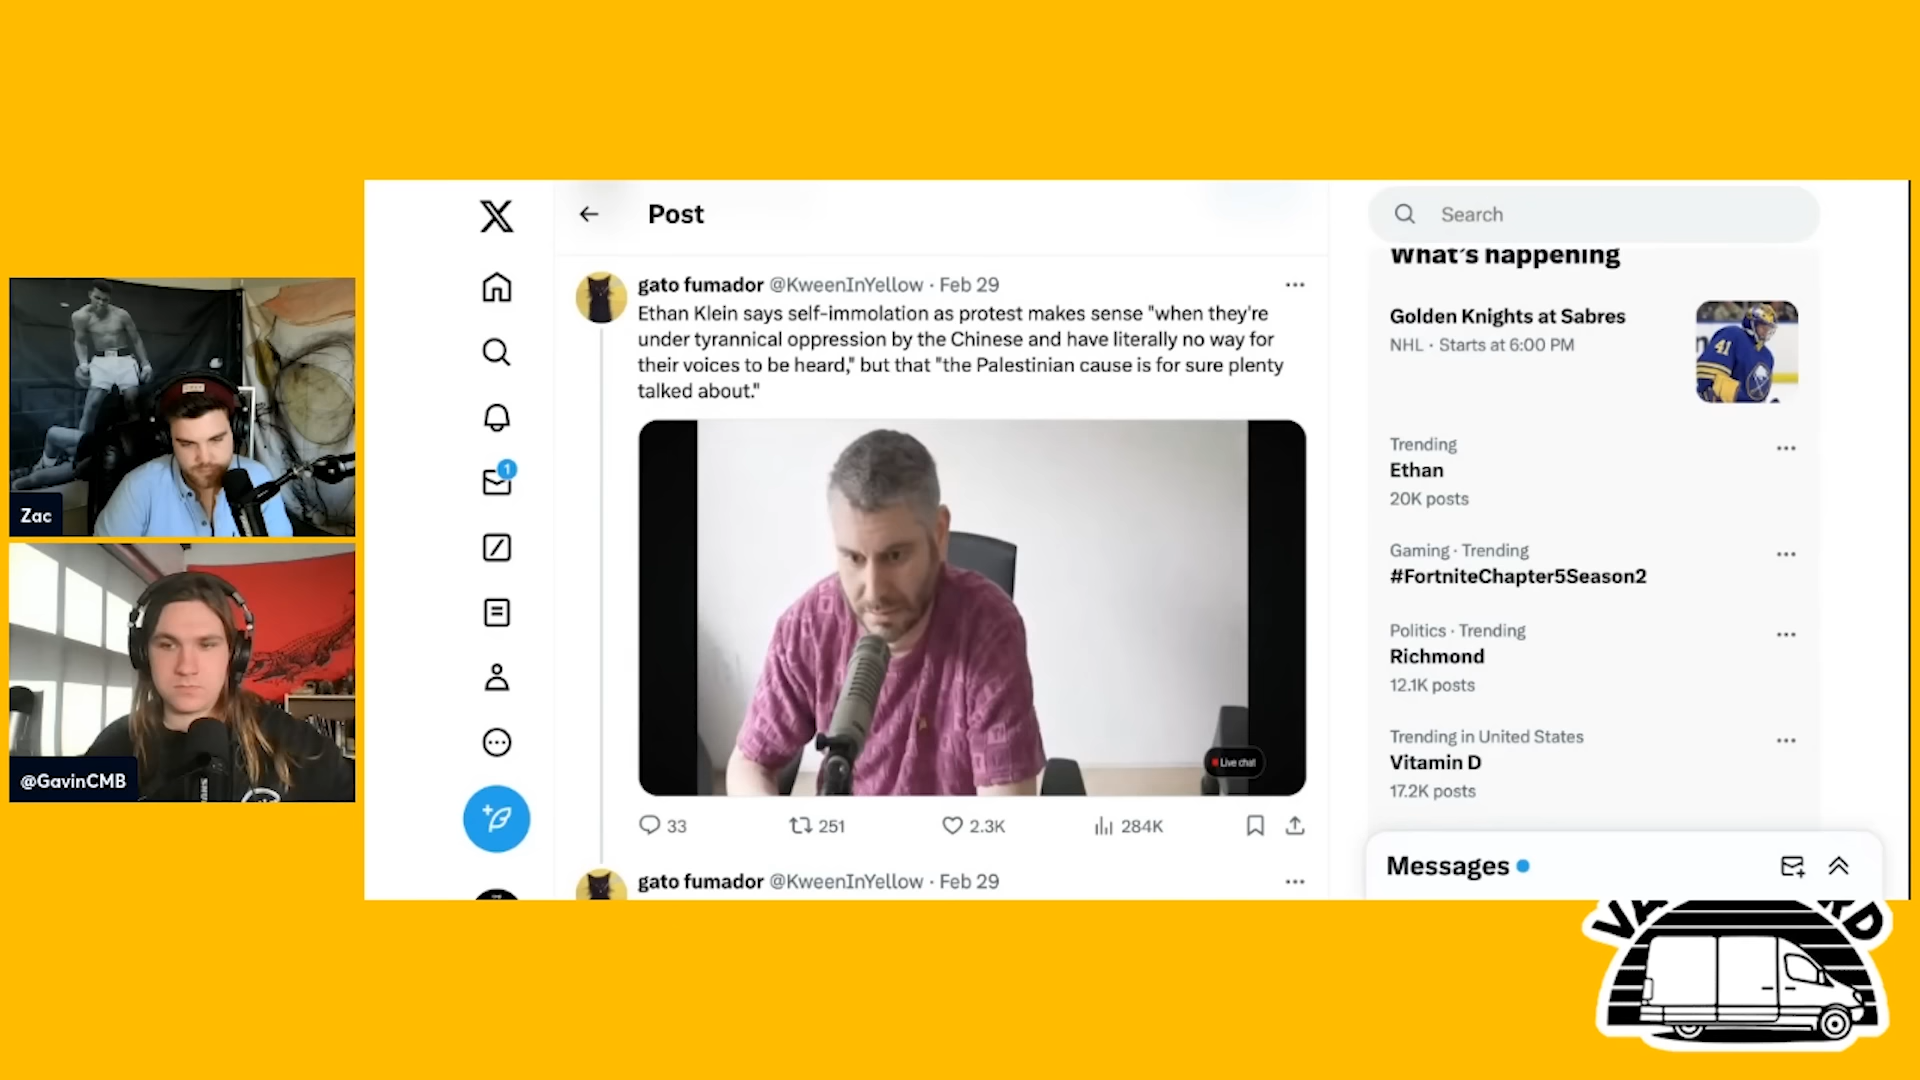 Post
Search
gato fumador @KweenInYellow · Feb 29
Ethan Klein says self-immolation as protest makes sense "when they're
under tyrannical oppression by the Chinese and have literally no way for
their voices to be heard," but that "the Palestinian cause is for sure plenty
talked about."
Live chat
33
251
2.3K
284K
gato fumador @KweenInYellow · Feb 29
What's happening
Golden Knights at Sabres
NHL · Starts at 6:00 PM
41
Trending
Ethan
20K posts
Gaming · Trending
#FortniteChapter5Season2
Politics · Trending
Richmond
12.1K posts
Trending in United States
Vitamin D
17.2K posts
Messages
1
Zac
@GavinCMB